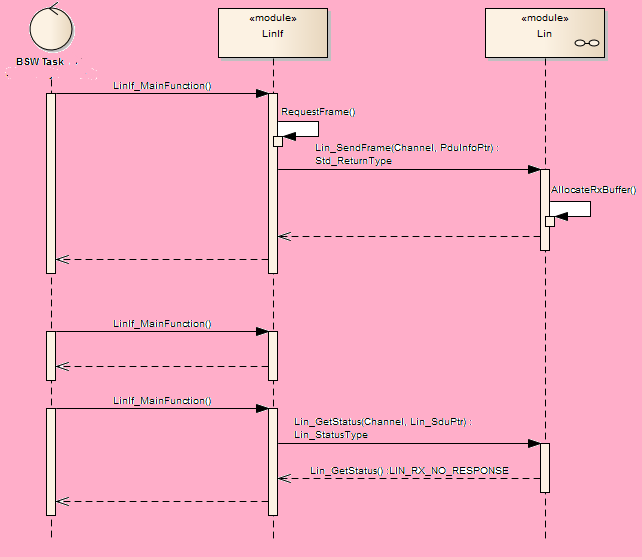 «module»
LinIf
«module»
Lin
BSW Task
LinIf_MainFunction()
RequestFrame()
Lin_SendFrame(Channel, PduInfoPtr) :
Std_ReturnType
AllocateRxBuffer()
LinIf_MainFunction()
LinIf_MainFunction()
Lin_GetStatus(Channel, Lin_SduPtr) :
Lin_StatusType
Lin_GetStatus() :LIN_RX_NO_RESPONSE